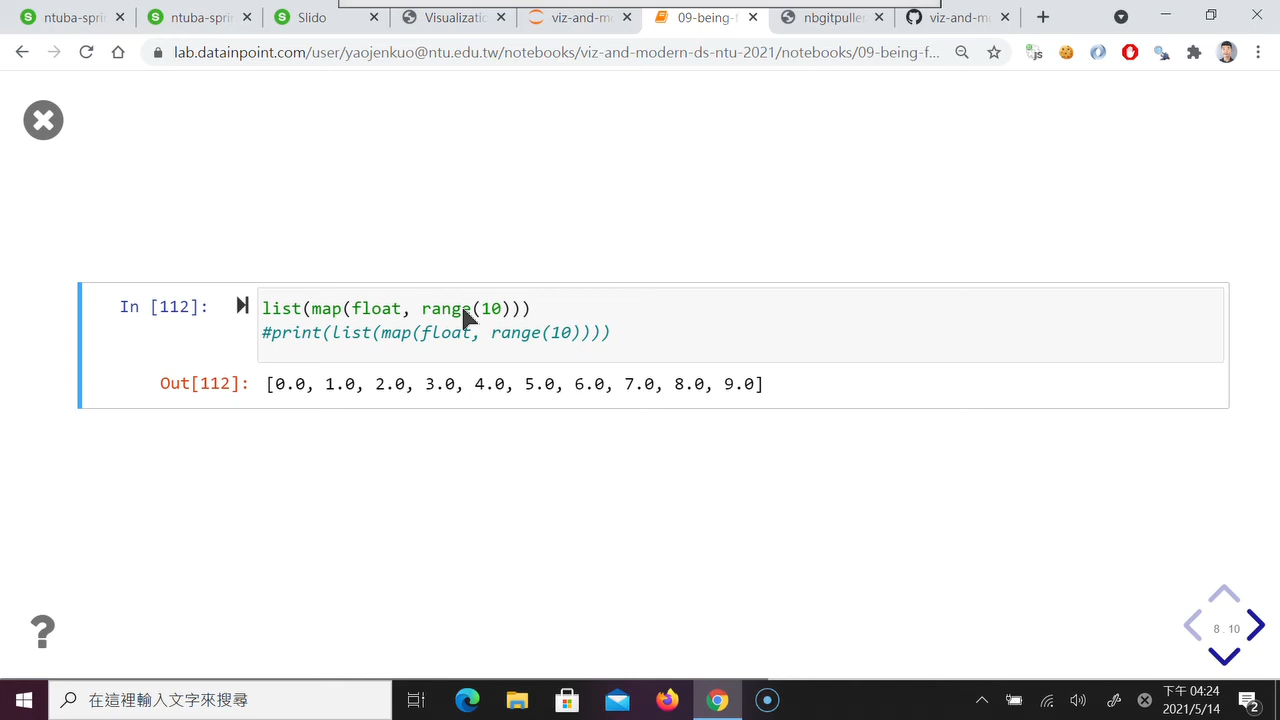 ntuba-spri
ntuba-spri
Slido
Visualizatio
viz-and-mo
09-being-f
nbgitpuller
viz-and-m
lab.datainpoint.com/user/yaojenkuo@ntu.edu.tw/notebooks/viz-and-modern-ds-ntu-2021/notebooks/09-being-f...
In [112]:
list(map(float, range(10)))
#print(list(map(float, range(10))))
Out[112]:
[0.0, 1.0, 2.0, 3.0, 4.0, 5.0, 6.0, 7.0, 8.0, 9.0]
?
8 . 10
在這裡輸入文字來搜尋
下午 04:24
2021/5/14
2